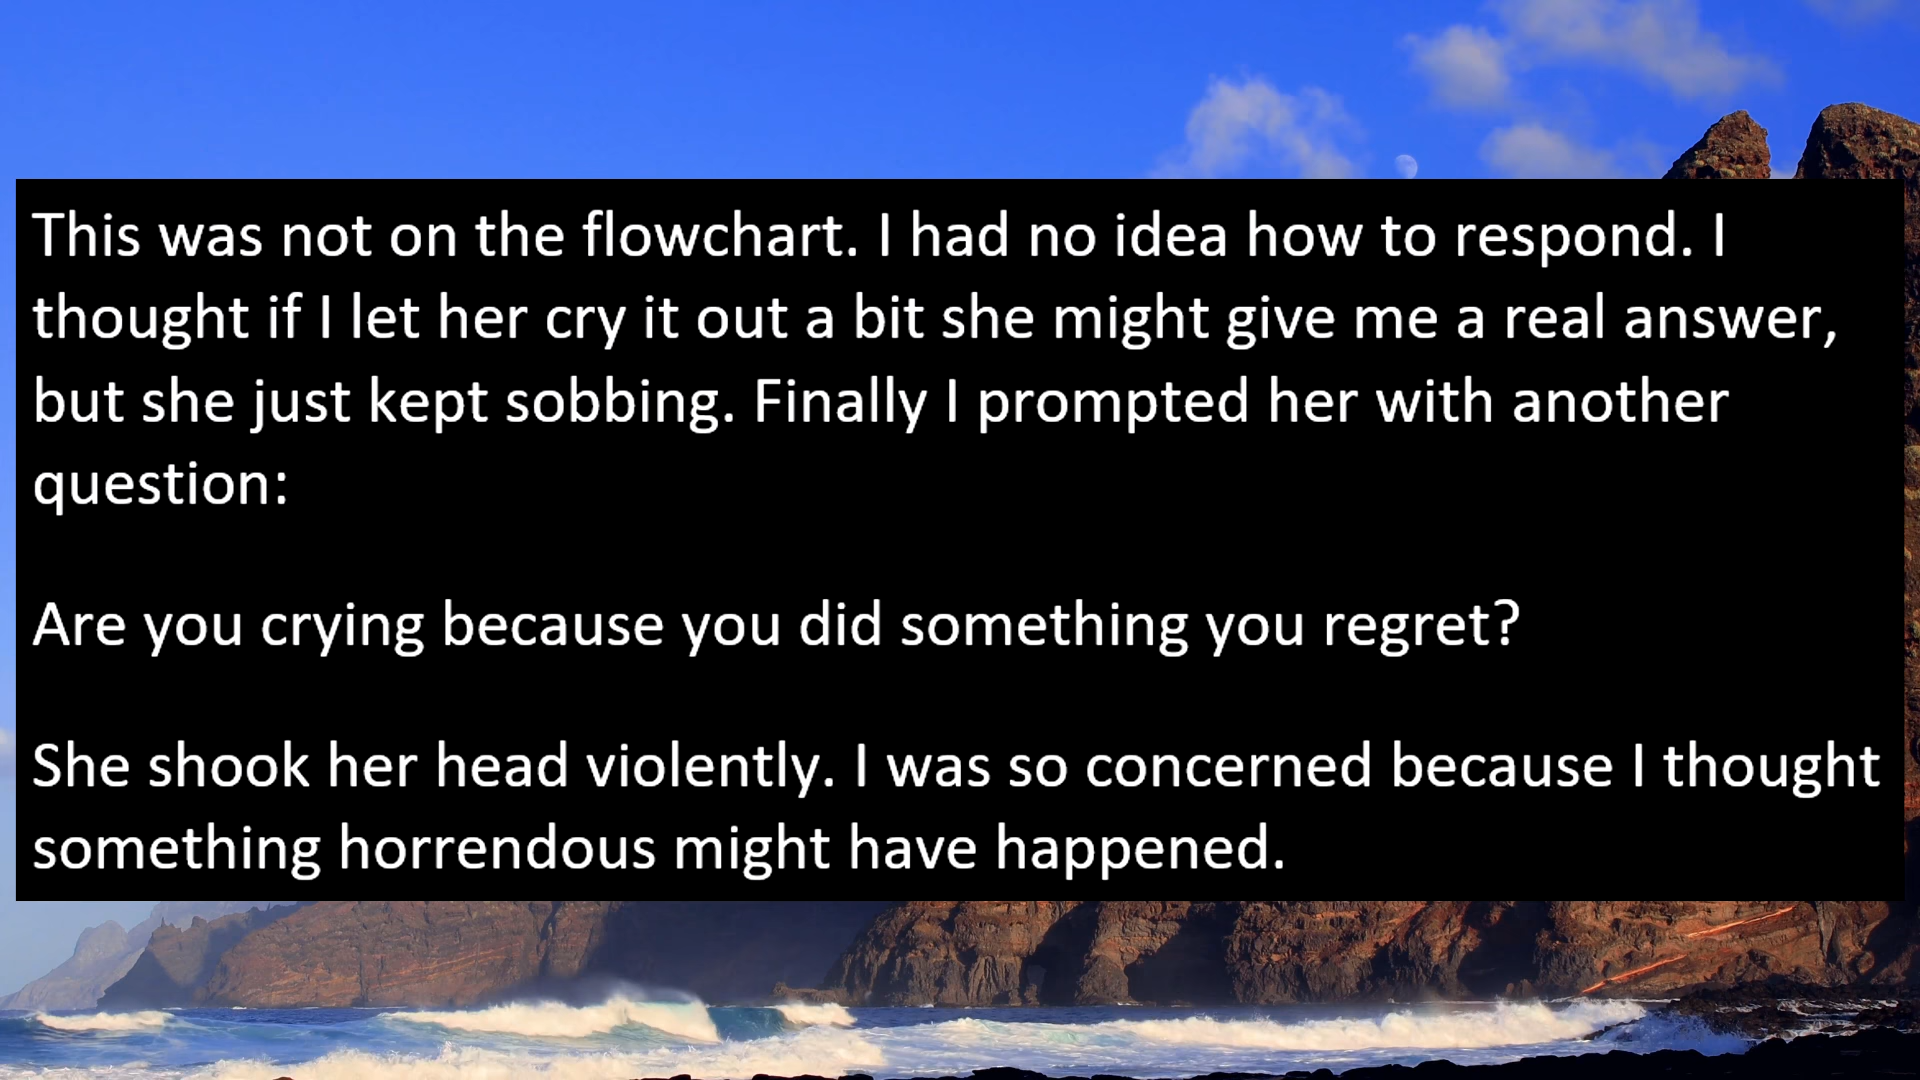 This was not on the flowchart. I had no idea how to respond. I
thought if I let her cry it out a bit she might give me a real answer,
but she just kept sobbing. Finally I prompted her with another
question:
Are you crying because you did something you regret?
She shook her head violently. I was so concerned because I thought
something horrendous might have happened.